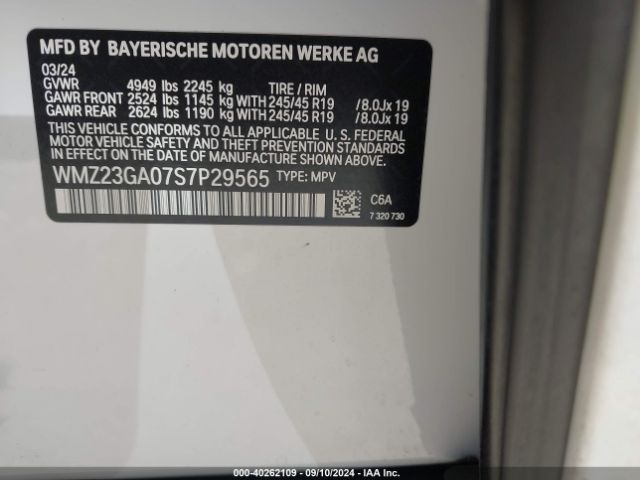 MFD BY BAYERISCHE MOTOREN WERKE AG
03/24
GVWR 4949 lbs 2245 kg TIRE / RIM
GAWR FRONT 2524 lbs 1145 kg WITH 245/45 R19 /8.0Jx 19
GAWR REAR 2624 lbs 1190 kg WITH 245/45 R19 /8.0Jx 19
THIS VEHICLE CONFORMS TO ALL APPLICABLE U. S. FEDERAL
MOTOR VEHICLE SAFETY AND THEFT PREVENTION STANDARDS
IN EFFECT ON THE DATE OF MANUFACTURE SHOWN ABOVE.
WMZ23GA07S7P29565 TYPE: MPV
C6A
7 320 730
000-40262109 - 09/10/2024 - IAA Inc.